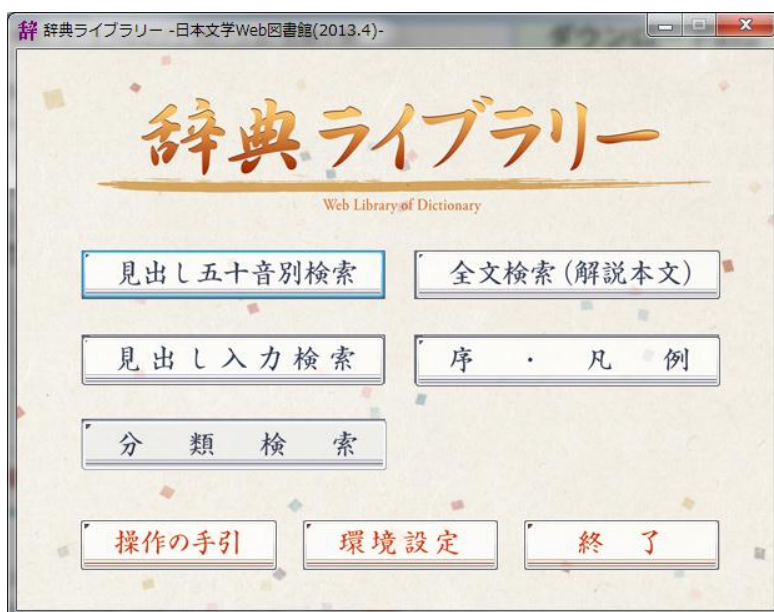 辞 辞典ライブラリー -日本文学Web図書館(2013.4)-
辞典ライブラリー
Web Library of Dictionary
見出し五十音別検索
全文検索(解説本文)
見出し入力検索
序・凡例
分類検索
操作の手引
環境設定
終了